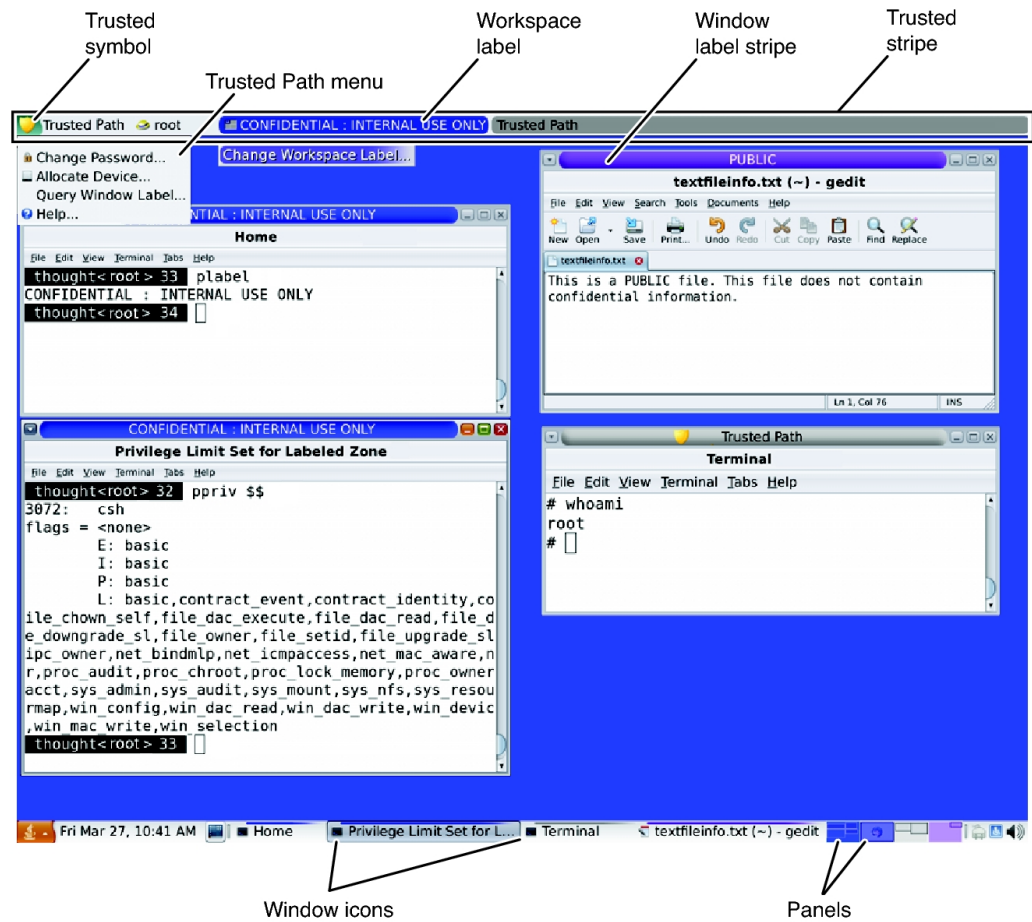 Trusted symbol
Workspace label
Window label stripe
Trusted stripe
Trusted Path menu
Trusted Path root CONFIDENTIAL : INTERNAL USE ONLY Trusted Path
Change Password...
Allocate Device...
Query Window Label...
Help...
Change Workspace Label...
NTIAL : INTERNAL USE ONLY
Home
File Edit View Terminal Tabs Help
thought<root> 33 plabel
CONFIDENTIAL : INTERNAL USE ONLY
thought<root> 34
PUBLIC
textfileinfo.txt (~) - gedit
File Edit View Search Tools Documents Help
New Open Save Print... Undo Redo Cut Copy Paste Find Replace
textfileinfo.txt
This is a PUBLIC file. This file does not contain
confidential information.
Ln 1, Col 76 INS
CONFIDENTIAL : INTERNAL USE ONLY
Privilege Limit Set for Labeled Zone
File Edit View Terminal Tabs Help
thought<root> 32 ppriv $$
3072: csh
flags = <none>
E: basic
I: basic
P: basic
L: basic,contract_event,contract_identity,co
ile_chown_self,file_dac_execute,file_dac_read,file_d
e_downgrade_sl,file_owner,file_setid,file_upgrade_sl
ipc_owner,net_bindmlp,net_icmpaccess,net_mac_aware,n
r,proc_audit,proc_chroot,proc_lock_memory,proc_owner
acct,sys_admin,sys_audit,sys_mount,sys_nfs,sys_resou
rmap,win_config,win_dac_read,win_dac_write,win_devic
,win_mac_write,win_selection
thought<root> 33
Trusted Path
Terminal
File Edit View Terminal Tabs Help
# whoami
root
#
Fri Mar 27, 10:41 AM Home Privilege Limit Set for L... Terminal textfileinfo.txt (~) - gedit
Window icons
Panels